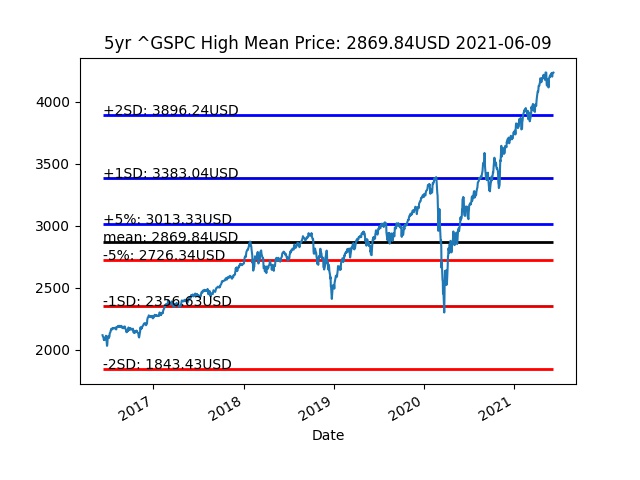 5yr ^GSPC High Mean Price: 2869.84USD 2021-06-09
4000
3500
3000
2500
2000
+2SD: 3896.24USD
+1SD: 3383.04USD
+5%: 3013.33USD
mean: 2869.84USD
-5%: 2726.34USD
-1SD: 2356.63USD
-2SD: 1843.43USD
2017
2018
2019
2020
2021
Date